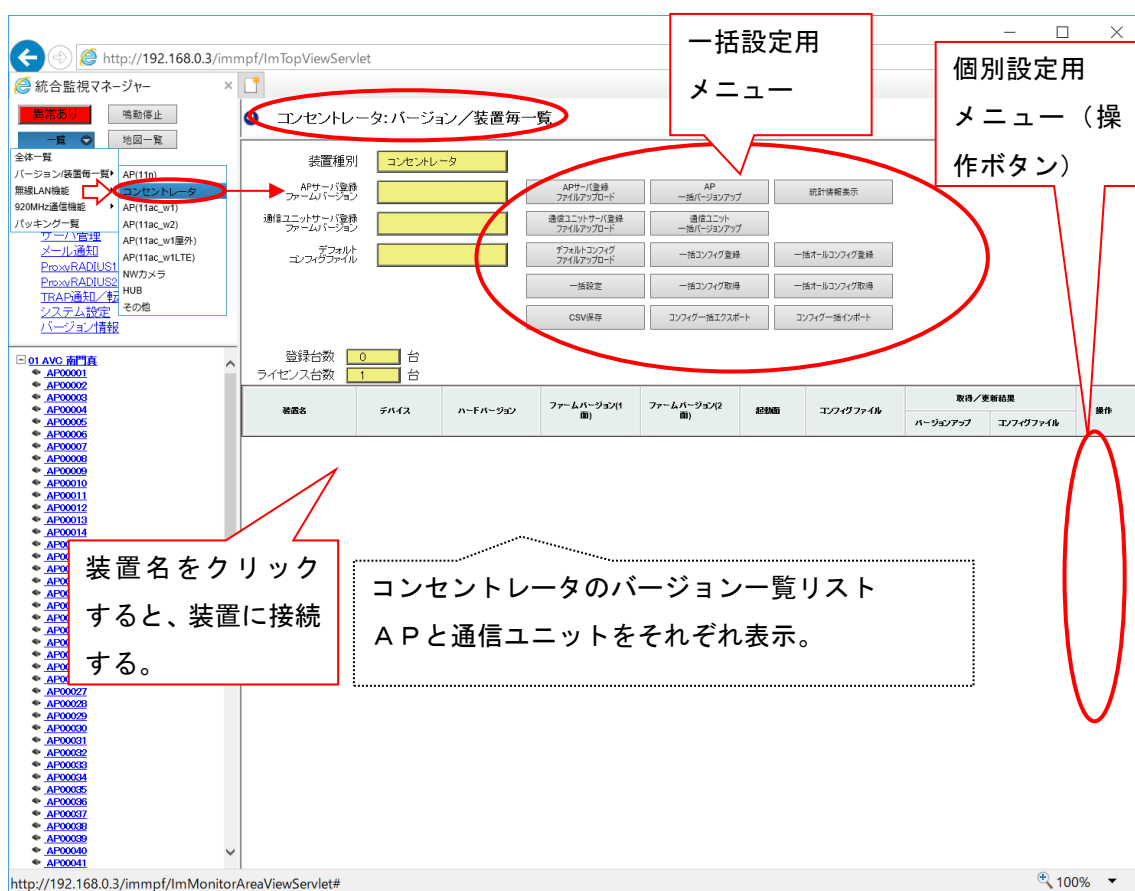 http://192.168.0.3/immpf/ImTopViewServlet
統合監視マネージャー
×
異常あり
鳴動停止
一覧
地図一覧
全体一覧
バージョン/装置毎一覧
無線LAN機能
920MHz通信機能
パッキング一覧
AP(11n)
コンセントレータ
AP(11ac_w1)
AP(11ac_w2)
AP(11ac_w1屋外)
AP(11ac_w1LTE)
NWカメラ
HUB
その他
サーバ管理
メール通知
ProxyRADIUS1
ProxyRADIUS2
TRAP通知／転
システム設定
バージョン情報
01 AVC 南門真
AP00001
AP00002
AP00003
AP00004
AP00005
AP00006
AP00007
AP00008
AP00009
AP00010
AP00011
AP00012
AP00013
AP00014
AP00027
AP00028
AP00029
AP00030
AP00031
AP00032
AP00033
AP00034
AP00035
AP00036
AP00037
AP00038
AP00039
AP00040
AP00041
コンセントレータ:バージョン／装置毎一覧
装置種別 コンセントレータ
APサーバ登録
ファームバージョン
通信ユニットサーバ登録
ファームバージョン
デフォルト
コンフィグファイル
APサーバ登録
ファイルアップロード
AP
一括バージョンアップ
統計情報表示
通信ユニットサーバ登録
ファイルアップロード
通信ユニット
一括バージョンアップ
デフォルトコンフィグ
ファイルアップロード
一括コンフィグ登録
一括オールコンフィグ登録
一括設定
一括コンフィグ取得
一括オールコンフィグ取得
CSV保存
コンフィグ一括エクスポート
コンフィグ一括インポート
登録台数 0 台
ライセンス台数 1 台
装置名
デバイス
ハードバージョン
ファームバージョン(1
面)
ファームバージョン(2
面)
起動面
コンフィグファイル
取得／更新結果
バージョンアップ
コンフィグファイル
操作
一括設定用
メニュー
個別設定用
メニュー（操
作ボタン）
装置名をクリック
すると、装置に接続
する。
コンセントレータのバージョン一覧リスト
ＡＰと通信ユニットをそれぞれ表示。
http://192.168.0.3/immpf/ImMonitorAreaViewServlet#
100%